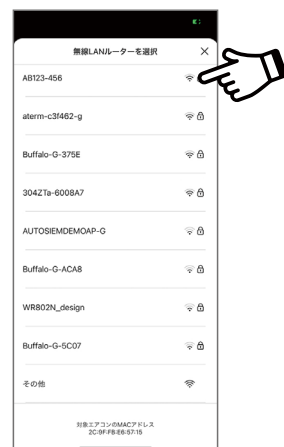 無線LANルーターを選択
AB123-456
aterm-c3f462-g
Buffalo-G-375E
304ZTa-6008A7
AUTOSIEMDEMOAP-G
Buffalo-G-ACA8
WR802N_design
Buffalo-G-5C07
その他
対象エアコンのMACアドレス
2C:9F:FB:E6:57:15